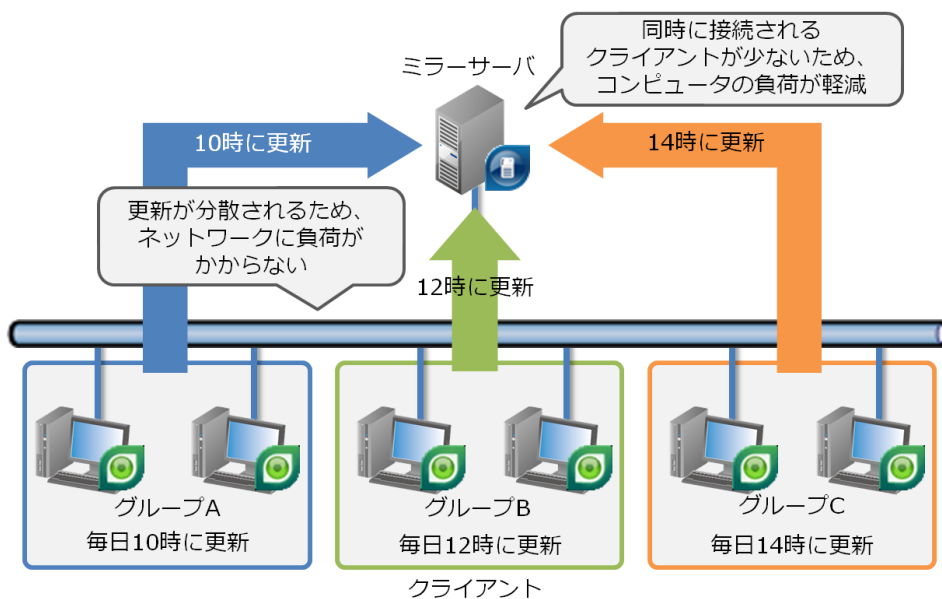 同時に接続される
クライアントが少ないため、
コンピュータの負荷が軽減
ミラーサーバ
10時に更新
14時に更新
更新が分散されるため、
ネットワークに負荷が
かからない
12時に更新
グループA
毎日10時に更新
グループB
毎日12時に更新
グループC
毎日14時に更新
クライアント